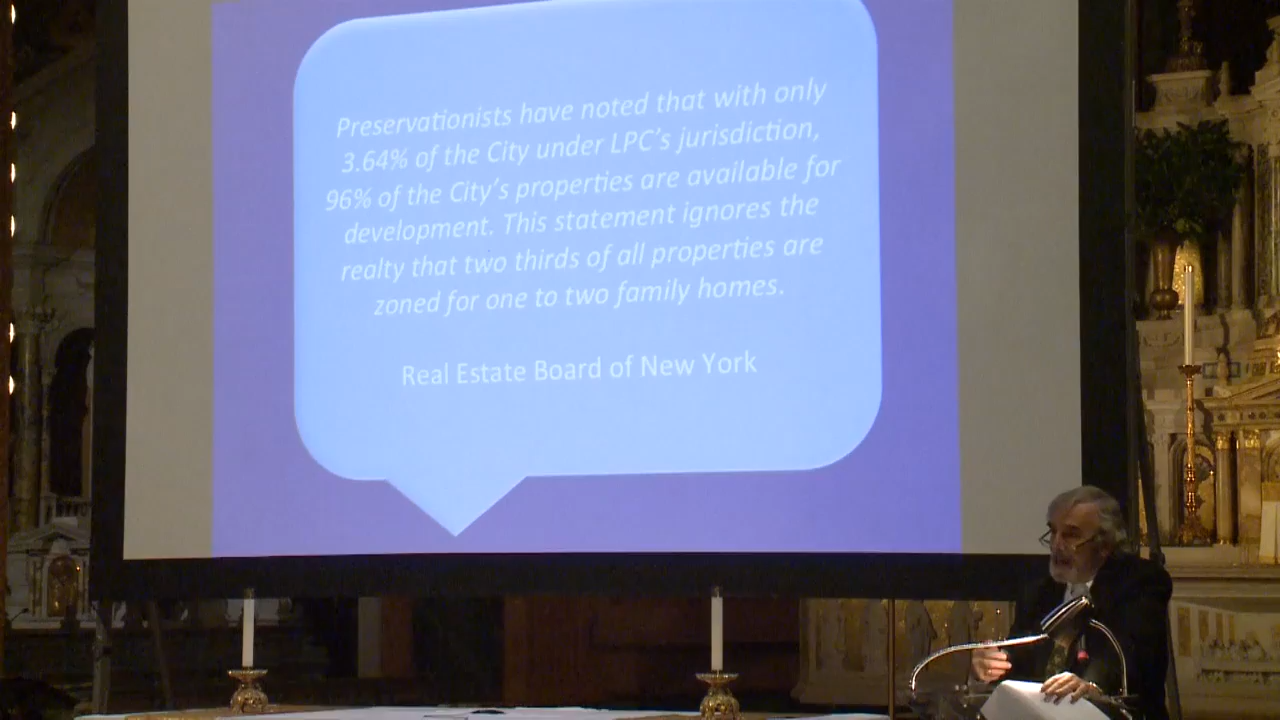 Preservationists have noted that with only
3.64% of the City under LPC's jurisdiction,
96% of the City's properties are available for
development. This statement ignores the
realty that two thirds of all properties are
zoned for one to two family homes.
Real Estate Board of New York